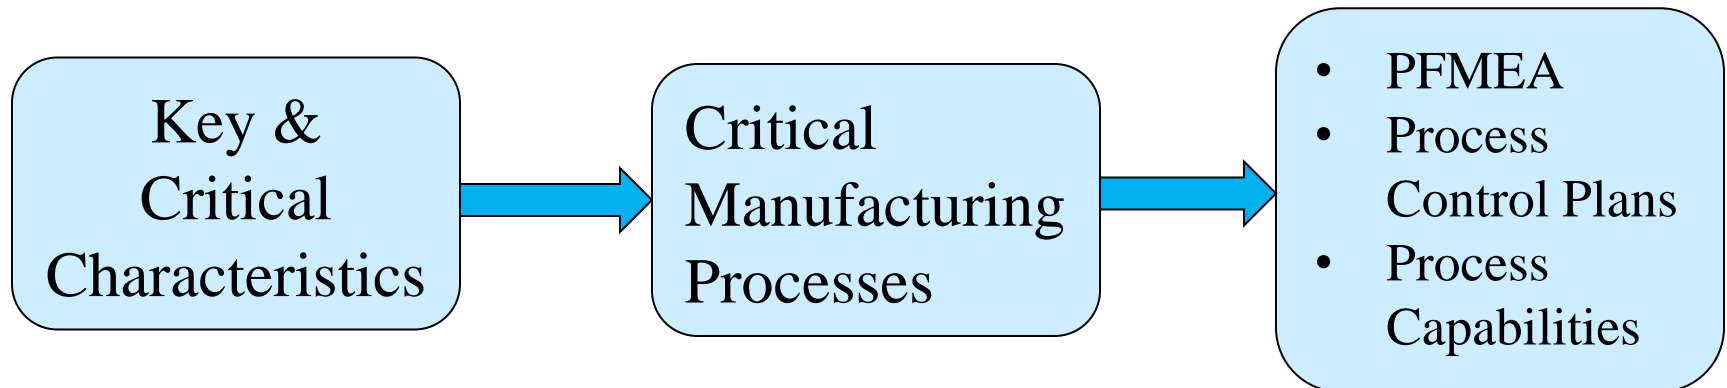 Key &
Critical
Characteristics
Critical
Manufacturing
Processes
• PFMEA
• Process
Control Plans
• Process
Capabilities